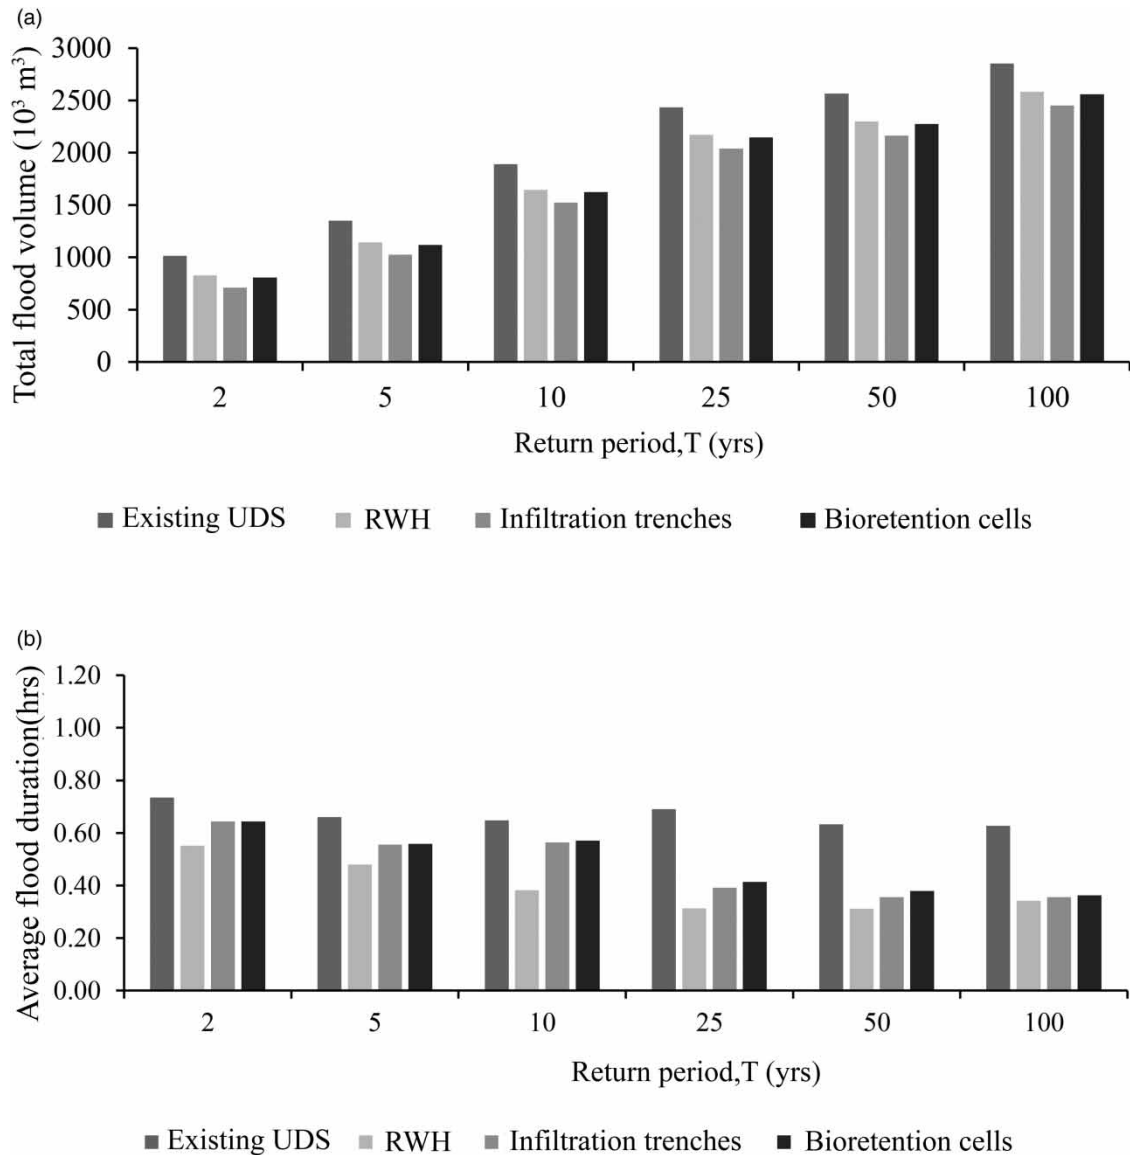 (a)
Total flood volume (10³ m³)
3000
2500
2000
1500
1000
500
0
2 5 10 25 50 100
Return period,T (yrs)
Existing UDS RWH Infiltration trenches Bioretention cells
(b)
Average flood duration(hrs)
1.20
1.00
0.80
0.60
0.40
0.20
0.00
2 5 10 25 50 100
Return period,T (yrs)
Existing UDS RWH Infiltration trenches Bioretention cells